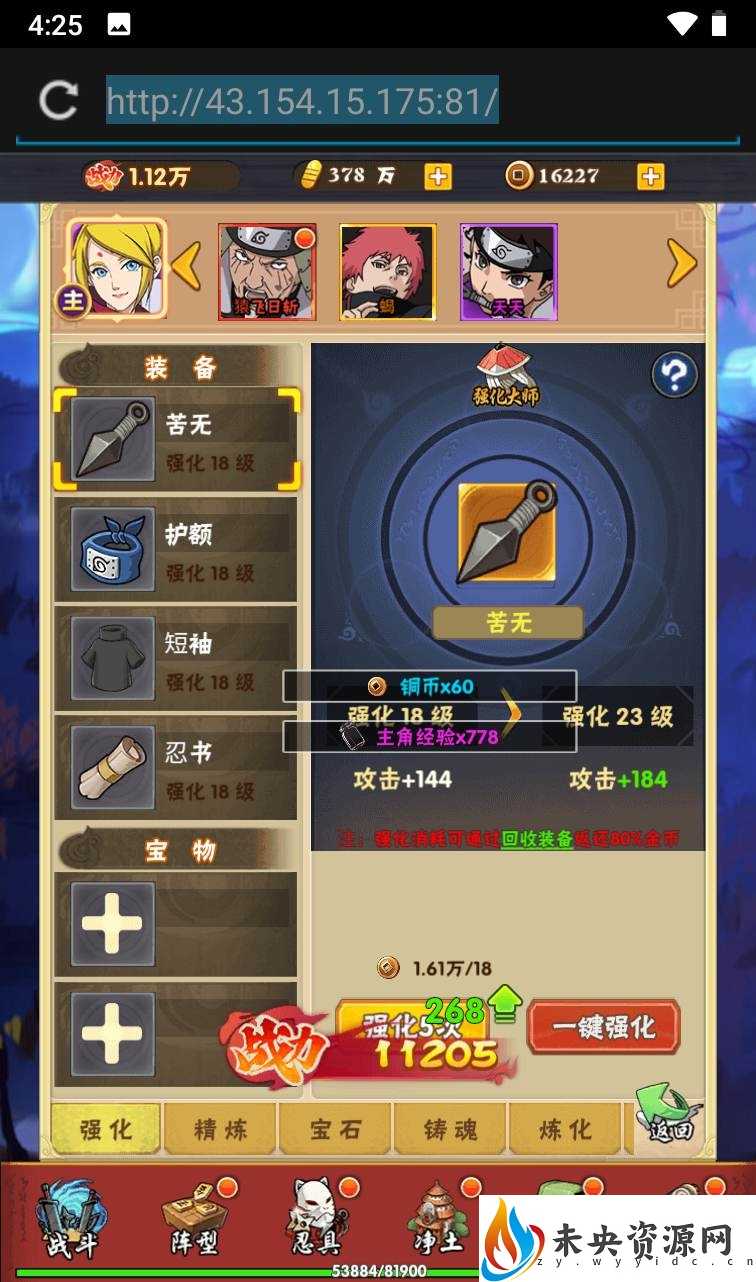 4:25
http://43.154.15.175:81/
战力 1.12万
378 万
16227
主
猿飞日斩
蝎
天天
装 备
苦无
强化 18 级
护额
强化 18 级
短袖
强化 18 级
忍书
强化 18 级
宝 物
强化大师
?
苦无
铜币x60
强化 18 级
强化 23 级
主角经验x778
攻击+144
攻击+184
注：强化消耗可通过回收装备返还80%金币
1.61万/18
强化5次
268
一键强化
战力
11205
强化
精炼
宝石
铸魂
炼化
返回
战斗
阵型
忍具
净土
53884/81900
未央资源网
zy.wyyidc.cn